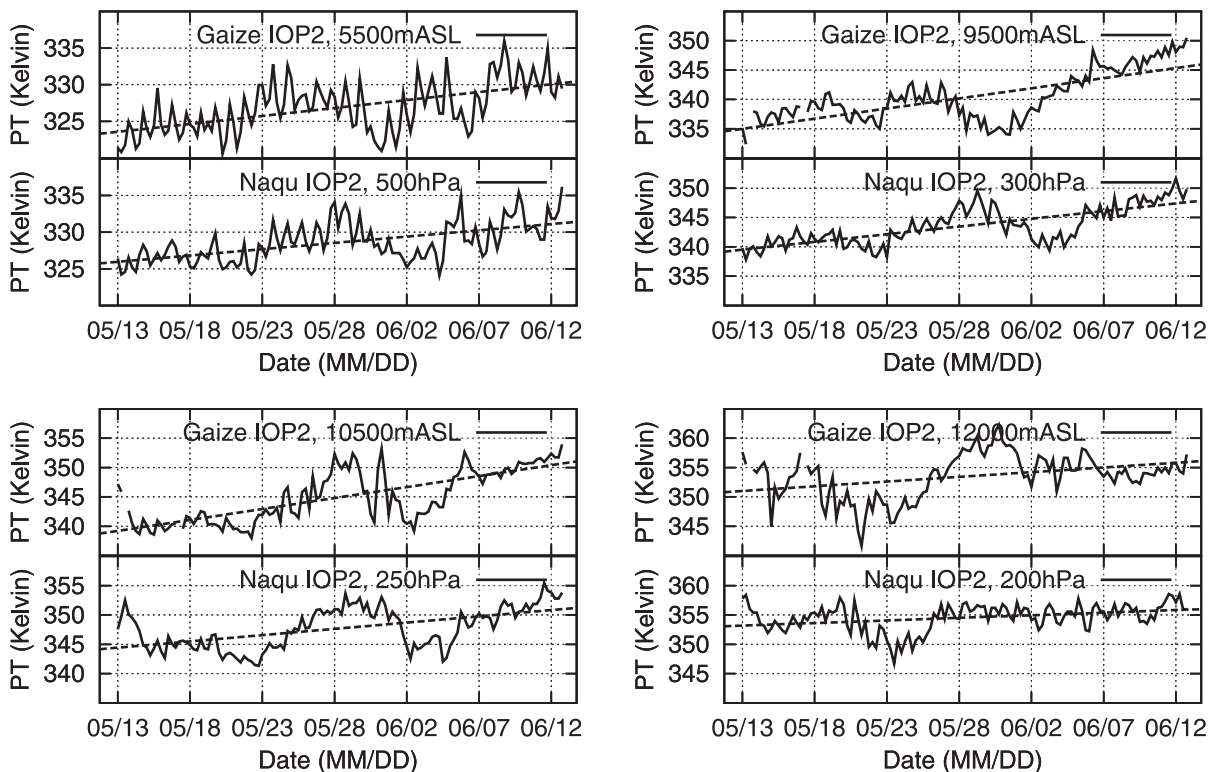 Gaize IOP2, 5500mASL
335
330
325
PT (Kelvin)
Naqu IOP2, 500hPa
335
330
325
PT (Kelvin)
05/13 05/18 05/23 05/28 06/02 06/07 06/12
Date (MM/DD)
Gaize IOP2, 9500mASL
350
345
340
335
PT (Kelvin)
Naqu IOP2, 300hPa
350
345
340
335
PT (Kelvin)
05/13 05/18 05/23 05/28 06/02 06/07 06/12
Date (MM/DD)
Gaize IOP2, 10500mASL
355
350
345
340
PT (Kelvin)
Naqu IOP2, 250hPa
355
350
345
340
PT (Kelvin)
05/13 05/18 05/23 05/28 06/02 06/07 06/12
Date (MM/DD)
Gaize IOP2, 12000mASL
360
355
350
345
PT (Kelvin)
Naqu IOP2, 200hPa
360
355
350
345
PT (Kelvin)
05/13 05/18 05/23 05/28 06/02 06/07 06/12
Date (MM/DD)